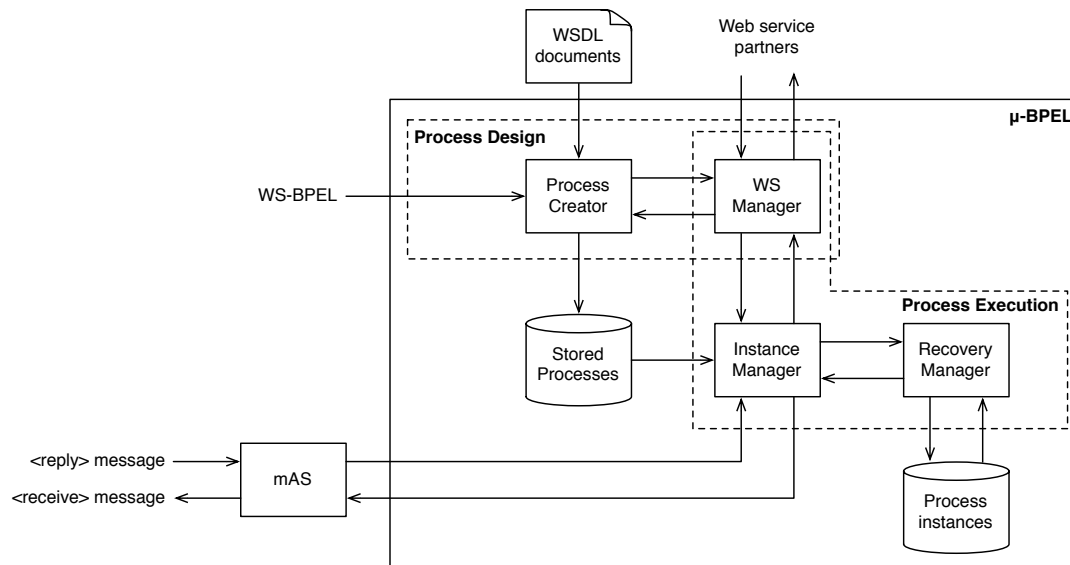 WSDL
documents
Web service
partners
µ-BPEL
Process Design
WS-BPEL
Process
Creator
WS
Manager
Process Execution
Stored
Processes
Instance
Manager
Recovery
Manager
<reply> message
<receive> message
mAS
Process
instances